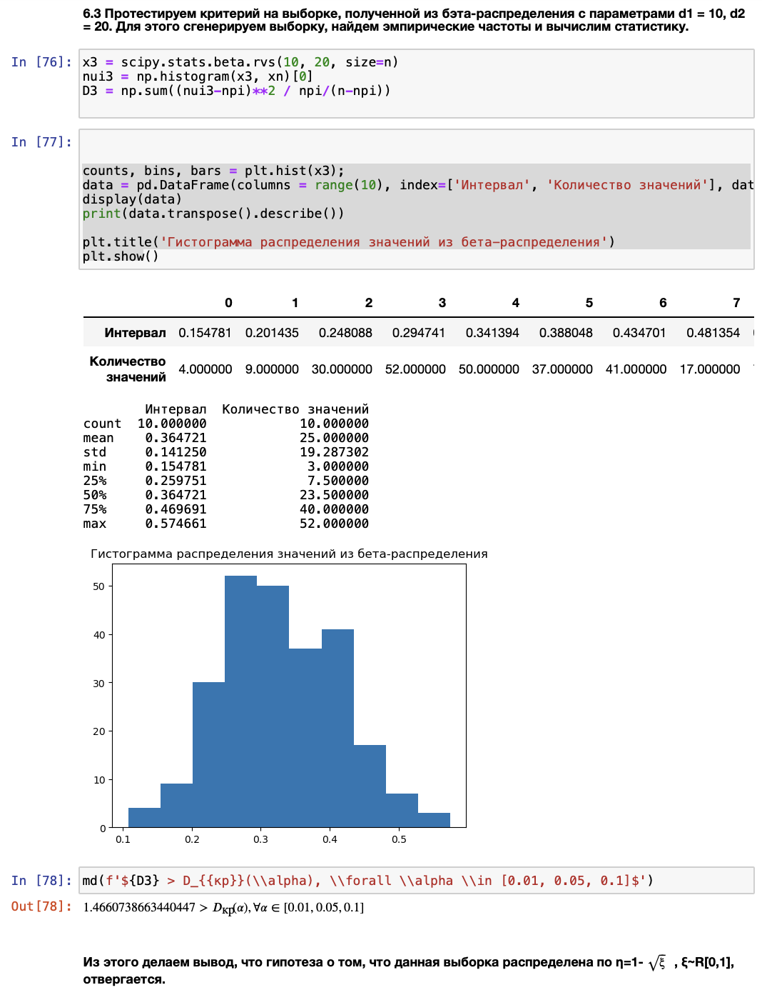 6.3 Протестируем критерий на выборке, полученной из бэта-распределения с параметрами d1 = 10, d2
= 20. Для этого сгенерируем выборку, найдем эмпирические частоты и вычислим статистику.
In [76]: x3 = scipy.stats.beta.rvs(10, 20, size=n)
nui3 = np.histogram(x3, xn)[0]
D3 = np.sum((nui3-npi)**2 / npi/(n-npi))
In [77]:
counts, bins, bars = plt.hist(x3);
data = pd.DataFrame(columns = range(10), index=['Интервал', 'Количество значений'], dat
display(data)
print(data.transpose().describe())
plt.title('Гистограмма распределения значений из бета-распределения')
plt.show()
0 1 2 3 4 5 6 7
Интервал 0.154781 0.201435 0.248088 0.294741 0.341394 0.388048 0.434701 0.481354
Количество
значений 4.000000 9.000000 30.000000 52.000000 50.000000 37.000000 41.000000 17.000000
Интервал Количество значений
count 10.000000 10.000000
mean 0.364721 25.000000
std 0.141250 19.287302
min 0.154781 3.000000
25% 0.259751 7.500000
50% 0.364721 23.500000
75% 0.469691 40.000000
max 0.574661 52.000000
Гистограмма распределения значений из бета-распределения
50
40
30
20
10
0
0.1 0.2 0.3 0.4 0.5
In [78]: md(f'${D3} > D_{{кр}}(\\alpha), \\forall \\alpha \\in [0.01, 0.05, 0.1]$')
Out[78]: 1.4660738663440447 > Dкр(α), ∀α ∈ [0.01, 0.05, 0.1]
Из этого делаем вывод, что гипотеза о том, что данная выборка распределена по η=1- √ξ , ξ~R[0,1],
отвергается.